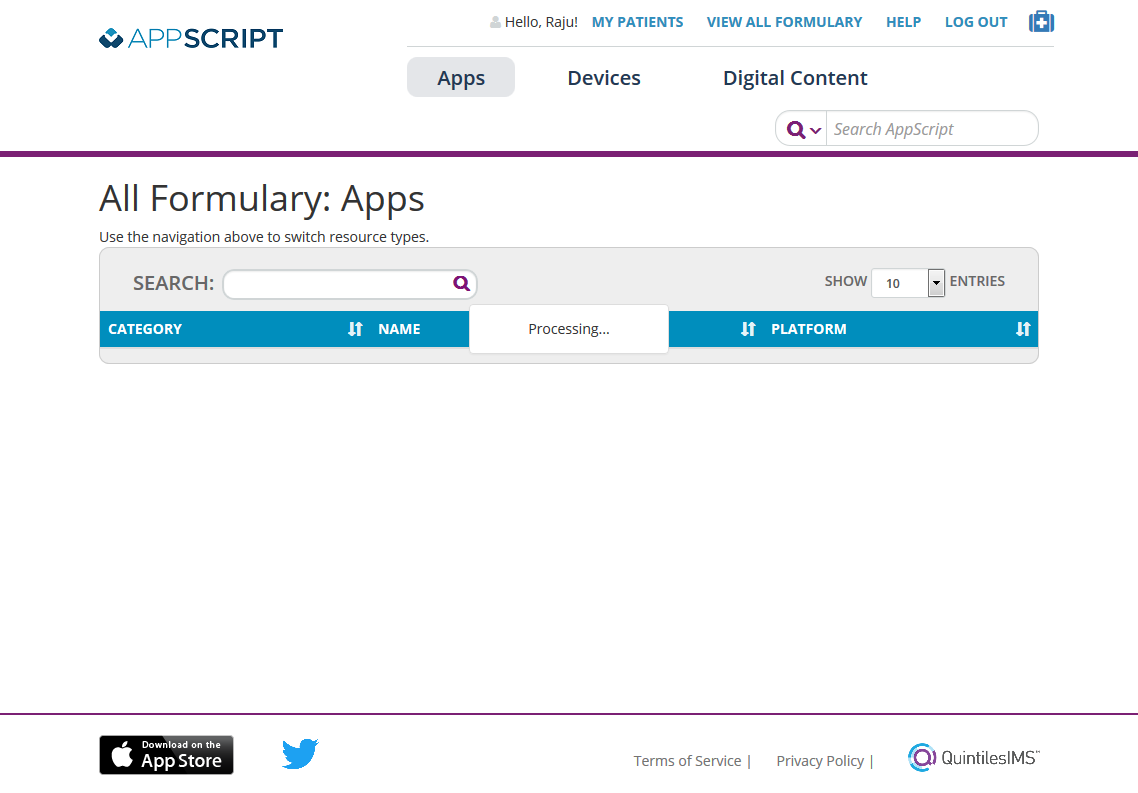 APPSCRIPT
Hello, Raju! MY PATIENTS VIEW ALL FORMULARY HELP LOG OUT
Apps Devices Digital Content
Search AppScript
All Formulary: Apps
Use the navigation above to switch resource types.
SEARCH: SHOW 10 ENTRIES
CATEGORY NAME Processing... PLATFORM
Download on the
App Store
Terms of Service | Privacy Policy | QuintilesIMS™